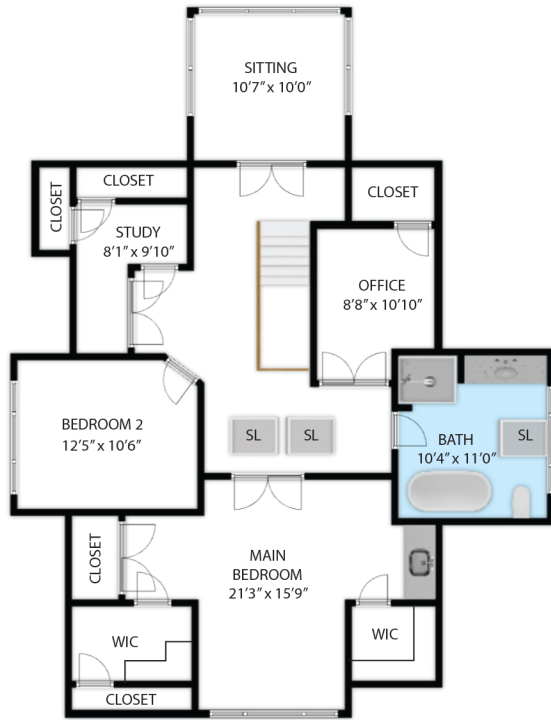 SITTING
10'7" x 10'0"
CLOSET
CLOSET
CLOSET
STUDY
8'1" x 9'10"
OFFICE
8'8" x 10'10"
BEDROOM 2
12'5" x 10'6"
SL
SL
SL
BATH
10'4" x 11'0"
CLOSET
MAIN
BEDROOM
21'3" x 15'9"
WIC
WIC
CLOSET